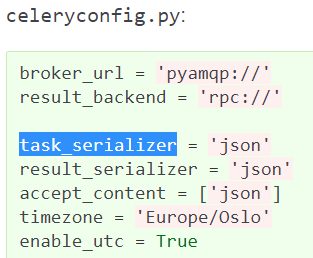 celeryconfig.py:
broker_url = 'pyamqp://'
result_backend = 'rpc://'
task_serializer = 'json'
result_serializer = 'json'
accept_content = ['json']
timezone = 'Europe/Oslo'
enable_utc = True